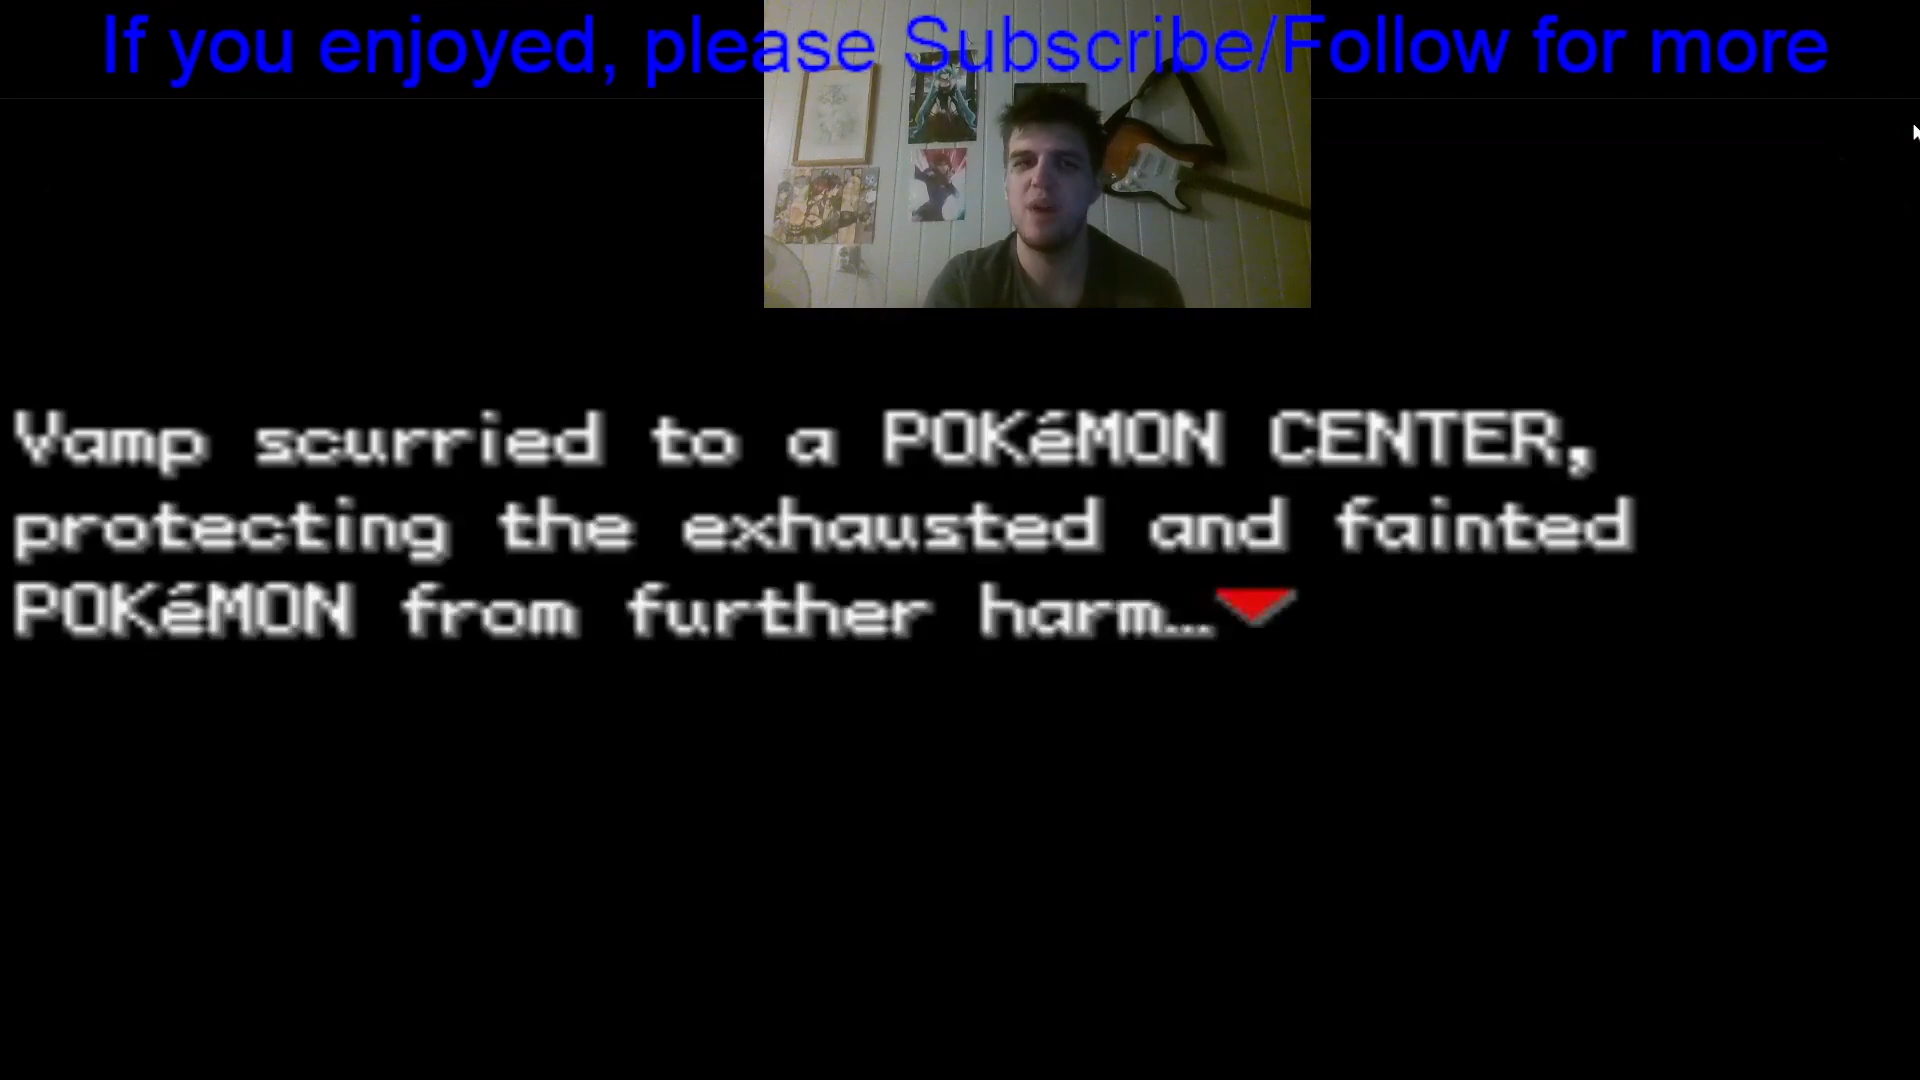 If you enjoyed, please Subscribe/Follow for more
Vamp scurried to a POKéMON CENTER,
protecting the exhausted and fainted
POKéMON from further harm…